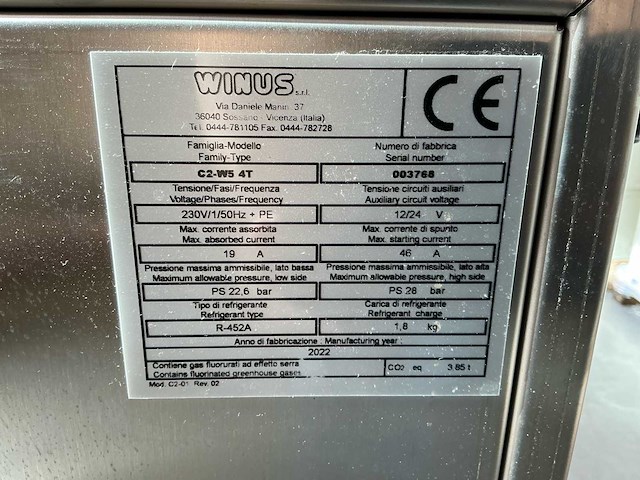 WINUS s.r.l.
Via Daniele Manin, 37
36040 Sossano - Vicenza (Italia)
Tel. 0444-781105 Fax. 0444-782728
CE
Famiglia-Modello
Family-Type
C2-W5 4T
Numero di fabbrica
Serial number
003768
Tensione/Fasi/Frequenza
Voltage/Phases/Frequency
230V/1/50Hz + PE
Tensione circuiti ausiliari
Auxiliary circuit voltage
12/24 V
Max. corrente assorbita
Max. absorbed current
19 A
Max. corrente di spunto
Max. starting current
46 A
Pressione massima ammissibile, lato bassa
Maximum allowable pressure, low side
PS 22,6 bar
Pressione massima ammissibile, lato alta
Maximum allowable pressure, high side
PS 28 bar
Tipo di refrigerante
Refrigerant type
R-452A
Carica di refrigerante
Refrigerant charge
1,8 kg
Anno di fabbricazione - Manufacturing year :
2022
Contiene gas fluorurati ad effetto serra
Contains fluorinated greenhouse gases
CO2 eq 3.85 t
Mod. C2-01 Rev. 02